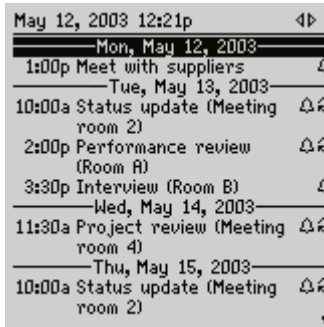 May 12, 2003 12:21p
Mon, May 12, 2003
1:00p Meet with suppliers
Tue, May 13, 2003
10:00a Status update (Meeting
room 2)
2:00p Performance review
(Room A)
3:30p Interview (Room B)
Wed, May 14, 2003
11:30a Project review (Meeting
room 4)
Thu, May 15, 2003
10:00a Status update (Meeting
room 2)